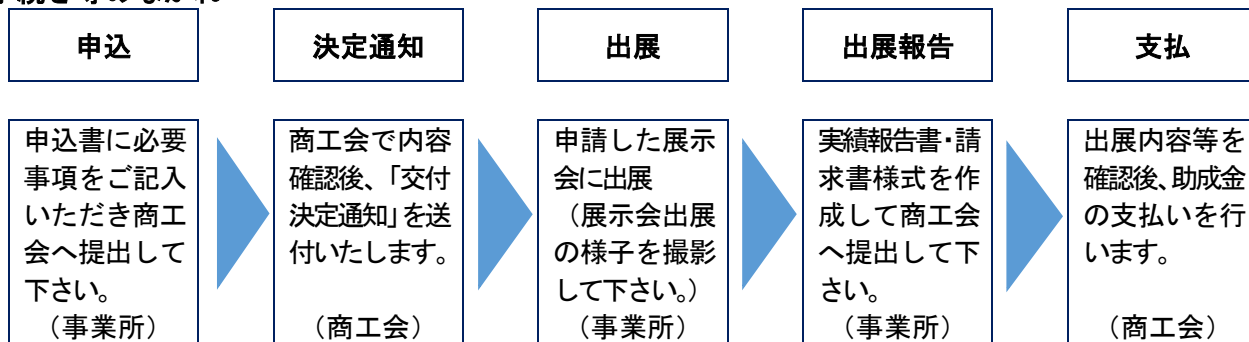 申込
決定通知
出展
出展報告
支払
申込書に必要
事項をご記入
いただき商工
会へ提出して
下さい。
（事業所）
商工会で内容
確認後、「交付
決定通知」を送
付いたします。
（商工会）
申請した展示
会に出展
（展示会出展
の様子を撮影
して下さい。）
（事業所）
実績報告書・請
求書様式を作
成して商工会
へ提出して下
さい。
（事業所）
出展内容等を
確認後、助成金
の支払いを行
います。
（商工会）